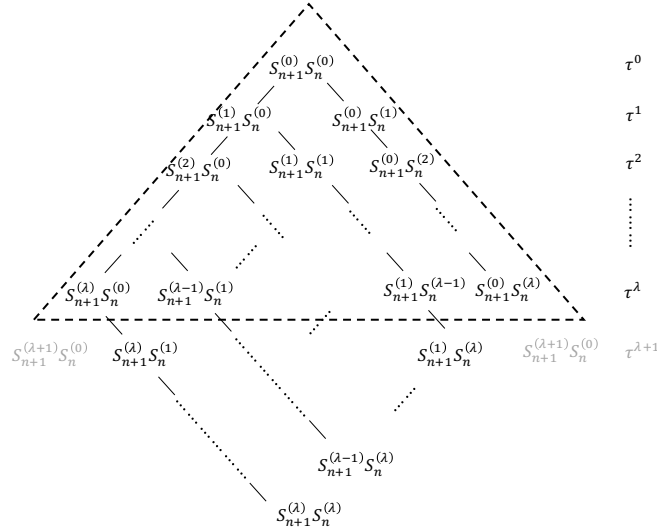 S_{n+1}^{(0)} S_n^{(0)} τ^0
S_{n+1}^{(1)} S_n^{(0)} S_{n+1}^{(0)} S_n^{(1)} τ^1
S_{n+1}^{(2)} S_n^{(0)} S_{n+1}^{(1)} S_n^{(1)} S_{n+1}^{(0)} S_n^{(2)} τ^2
S_{n+1}^{(λ)} S_n^{(0)} S_{n+1}^{(λ-1)} S_n^{(1)} S_{n+1}^{(1)} S_n^{(λ-1)} S_{n+1}^{(0)} S_n^{(λ)} τ^λ
S_{n+1}^{(λ+1)} S_n^{(0)} S_{n+1}^{(λ)} S_n^{(1)} S_{n+1}^{(1)} S_n^{(λ)} S_{n+1}^{(λ+1)} S_n^{(0)} τ^{λ+1}
S_{n+1}^{(λ-1)} S_n^{(λ)}
S_{n+1}^{(λ)} S_n^{(λ)}